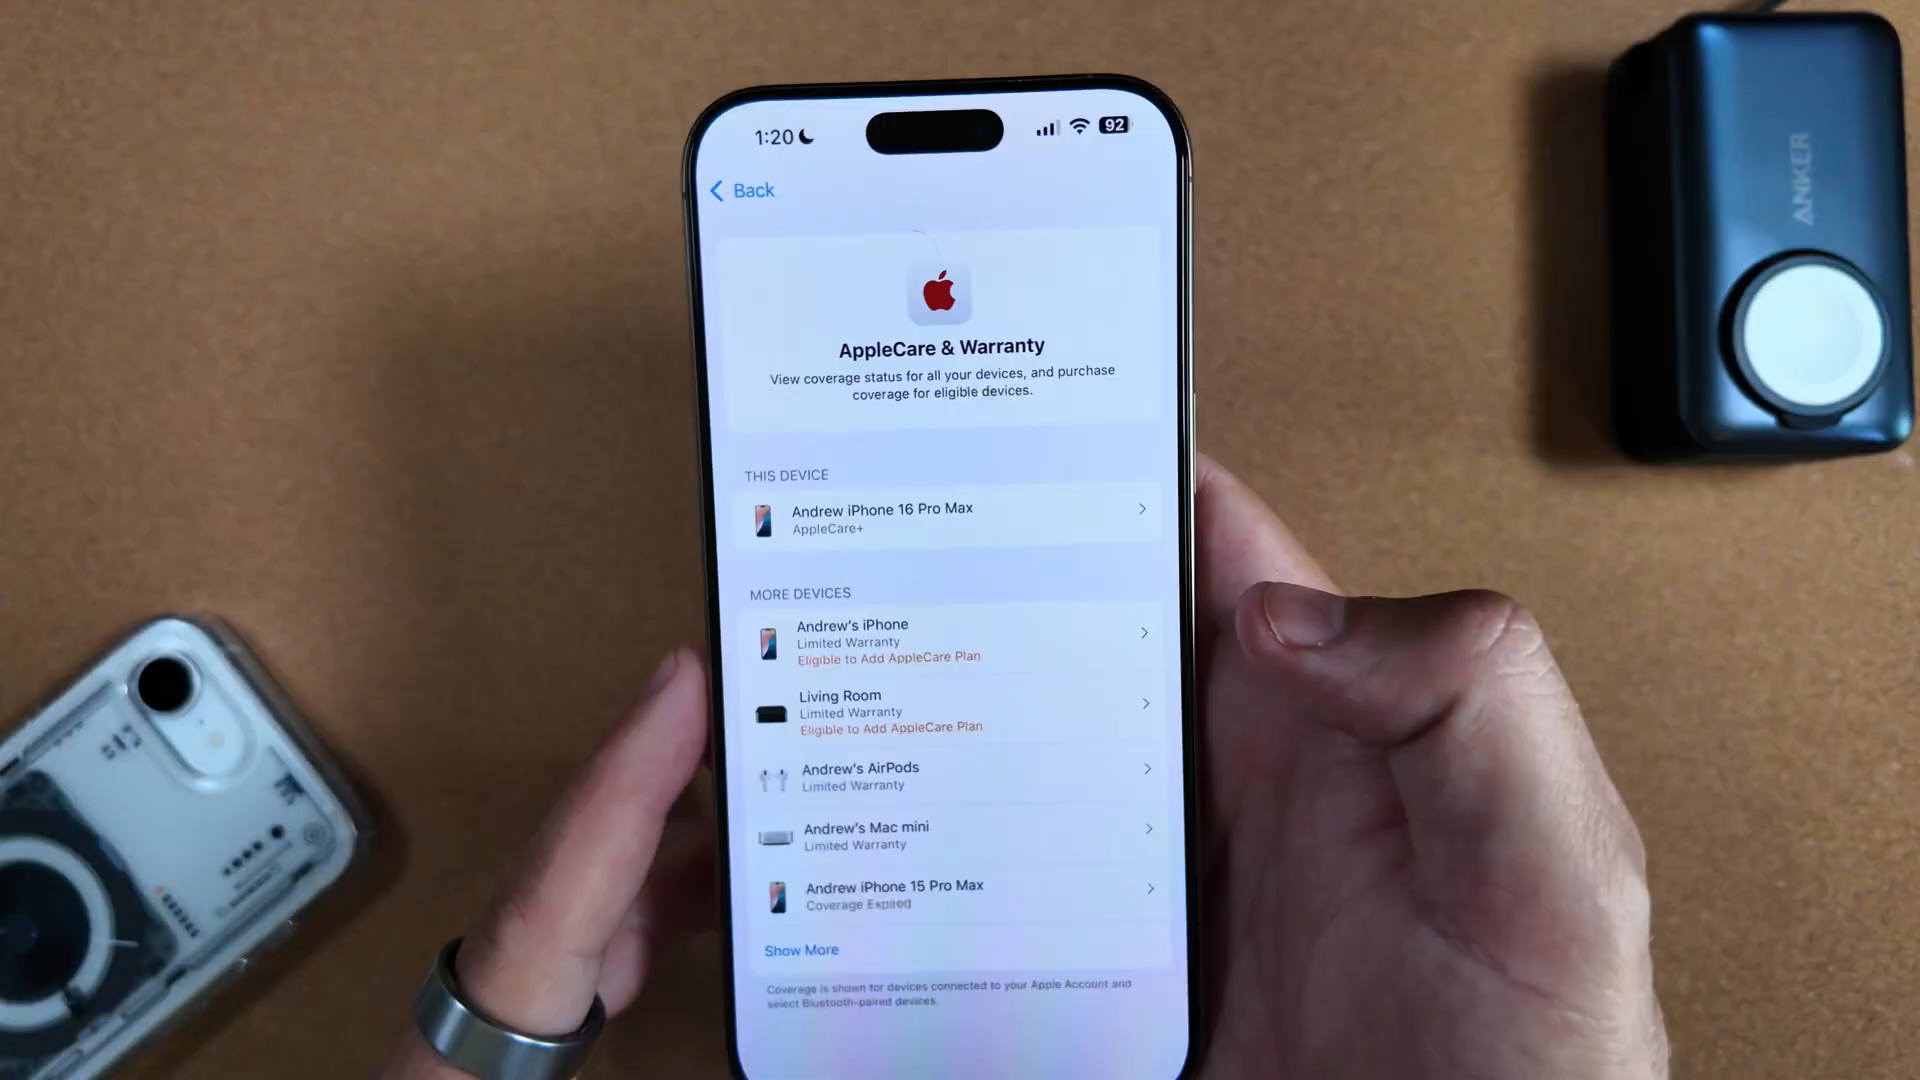 1:20
92
Back
AppleCare & Warranty
View coverage status for all your devices, and purchase
coverage for eligible devices.
THIS DEVICE
Andrew iPhone 16 Pro Max
AppleCare+
MORE DEVICES
Andrew's iPhone
Limited Warranty
Eligible to Add AppleCare Plan
Living Room
Limited Warranty
Eligible to Add AppleCare Plan
Andrew's AirPods
Limited Warranty
Andrew's Mac mini
Limited Warranty
Andrew iPhone 15 Pro Max
Coverage Expired
Show More
Coverage is shown for devices connected to your Apple Account and
select Bluetooth-paired devices.
ANKER